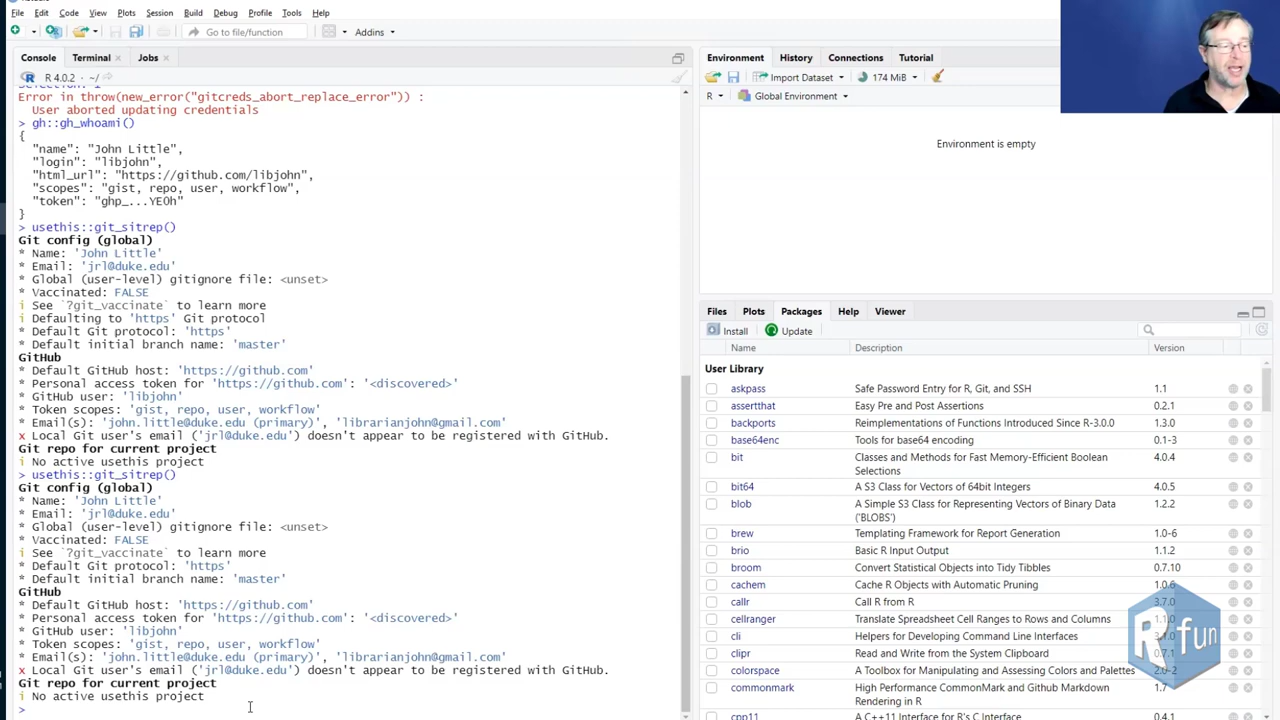 File Edit Code View Plots Session Build Debug Profile Tools Help
Go to file/function Addins
Console Terminal Jobs
R 4.0.2 · ~/
Error in throw(new_error("gitcreds_abort_replace_error")) :
User aborted updating credentials
> gh::gh_whoami()
{
"name": "John Little",
"login": "libjohn",
"html_url": "https://github.com/libjohn",
"scopes": "gist, repo, user, workflow",
"token": "ghp_...YE0h"
}
> usethis::git_sitrep()
Git config (global)
* Name: 'John Little'
* Email: 'jrl@duke.edu'
* Global (user-level) gitignore file: <unset>
* Vaccinated: FALSE
i See `?git_vaccinate` to learn more
i Defaulting to 'https' Git protocol
* Default Git protocol: 'https'
* Default initial branch name: 'master'
GitHub
* Default GitHub host: 'https://github.com'
* Personal access token for 'https://github.com': '<discovered>'
* GitHub user: 'libjohn'
* Token scopes: 'gist, repo, user, workflow'
* Email(s): 'john.little@duke.edu (primary)', 'librarianjohn@gmail.com'
x Local Git user's email ('jrl@duke.edu') doesn't appear to be registered with GitHub.
Git repo for current project
i No active usethis project
> usethis::git_sitrep()
Git config (global)
* Name: 'John Little'
* Email: 'jrl@duke.edu'
* Global (user-level) gitignore file: <unset>
* Vaccinated: FALSE
i See `?git_vaccinate` to learn more
* Default Git protocol: 'https'
* Default initial branch name: 'master'
GitHub
* Default GitHub host: 'https://github.com'
* Personal access token for 'https://github.com': '<discovered>'
* GitHub user: 'libjohn'
* Token scopes: 'gist, repo, user, workflow'
* Email(s): 'john.little@duke.edu (primary)', 'librarianjohn@gmail.com'
x Local Git user's email ('jrl@duke.edu') doesn't appear to be registered with GitHub.
Git repo for current project
i No active usethis project
>
Environment History Connections Tutorial
Import Dataset 174 MiB
R Global Environment
Environment is empty
Files Plots Packages Help Viewer
Install Update
Name Description Version
User Library
askpass Safe Password Entry for R, Git, and SSH 1.1
assertthat Easy Pre and Post Assertions 0.2.1
backports Reimplementations of Functions Introduced Since R-3.0.0 1.3.0
base64enc Tools for base64 encoding 0.1-3
bit Classes and Methods for Fast Memory-Efficient Boolean 4.0.4
Selections
bit64 A S3 Class for Vectors of 64bit Integers 4.0.5
blob A Simple S3 Class for Representing Vectors of Binary Data 1.2.2
('BLOBS')
brew Templating Framework for Report Generation 1.0-6
brio Basic R Input Output 1.1.2
broom Convert Statistical Objects into Tidy Tibbles 0.7.10
cachem Cache R Objects with Automatic Pruning 1.0.6
callr Call R from R 3.7.0
cellranger Translate Spreadsheet Cell Ranges to Rows and Columns
cli Helpers for Developing Command Line Interfaces
clipr Read and Write from the System Clipboard
colorspace A Toolbox for Manipulating and Assessing Colors and Palettes
commonmark High Performance CommonMark and Github Markdown 1.7
Rendering in R
cpp11 A C++11 Interface for R's C Interface 0.4.1
R fun